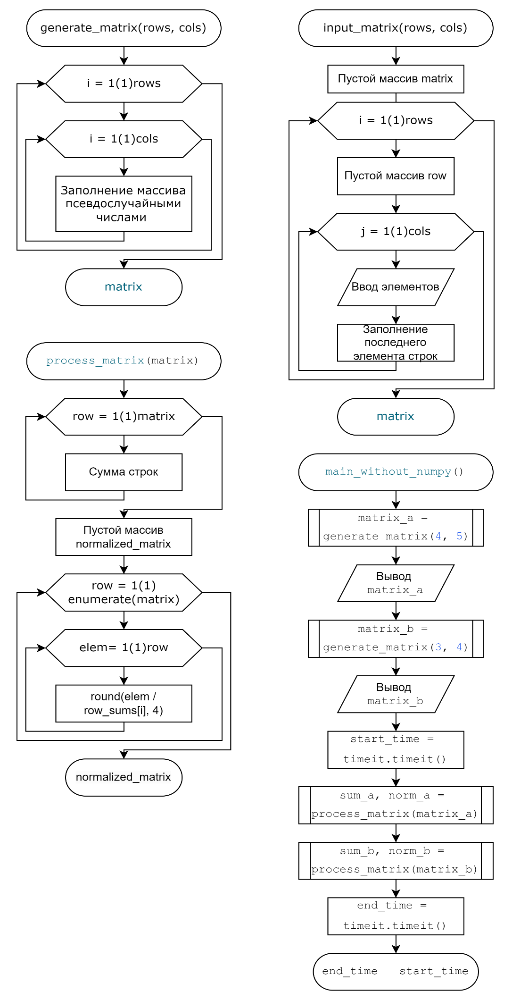 generate_matrix(rows, cols)
i = 1(1)rows
i = 1(1)cols
Заполнение массива
псевдослучайными
числами
matrix
process_matrix(matrix)
row = 1(1)matrix
Сумма строк
Пустой массив
normalized_matrix
row = 1(1)
enumerate(matrix)
elem= 1(1)row
round(elem /
row_sums[i], 4)
normalized_matrix
input_matrix(rows, cols)
Пустой массив matrix
i = 1(1)rows
Пустой массив row
j = 1(1)cols
Ввод элементов
Заполнение
последнего
элемента строк
matrix
main_without_numpy()
matrix_a =
generate_matrix(4, 5)
Вывод
matrix_a
matrix_b =
generate_matrix(3, 4)
Вывод
matrix_b
start_time =
timeit.timeit()
sum_a, norm_a =
process_matrix(matrix_a)
sum_b, norm_b =
process_matrix(matrix_b)
end_time =
timeit.timeit()
end_time - start_time